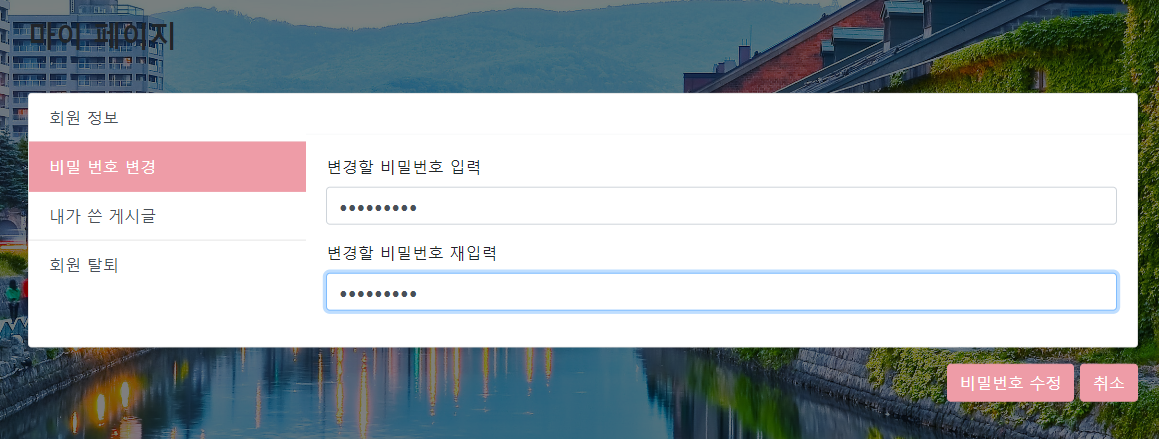 마이 페이지
회원 정보
비밀 번호 변경
변경할 비밀번호 입력
•••••••••
내가 쓴 게시글
변경할 비밀번호 재입력
회원 탈퇴
•••••••••
비밀번호 수정
취소